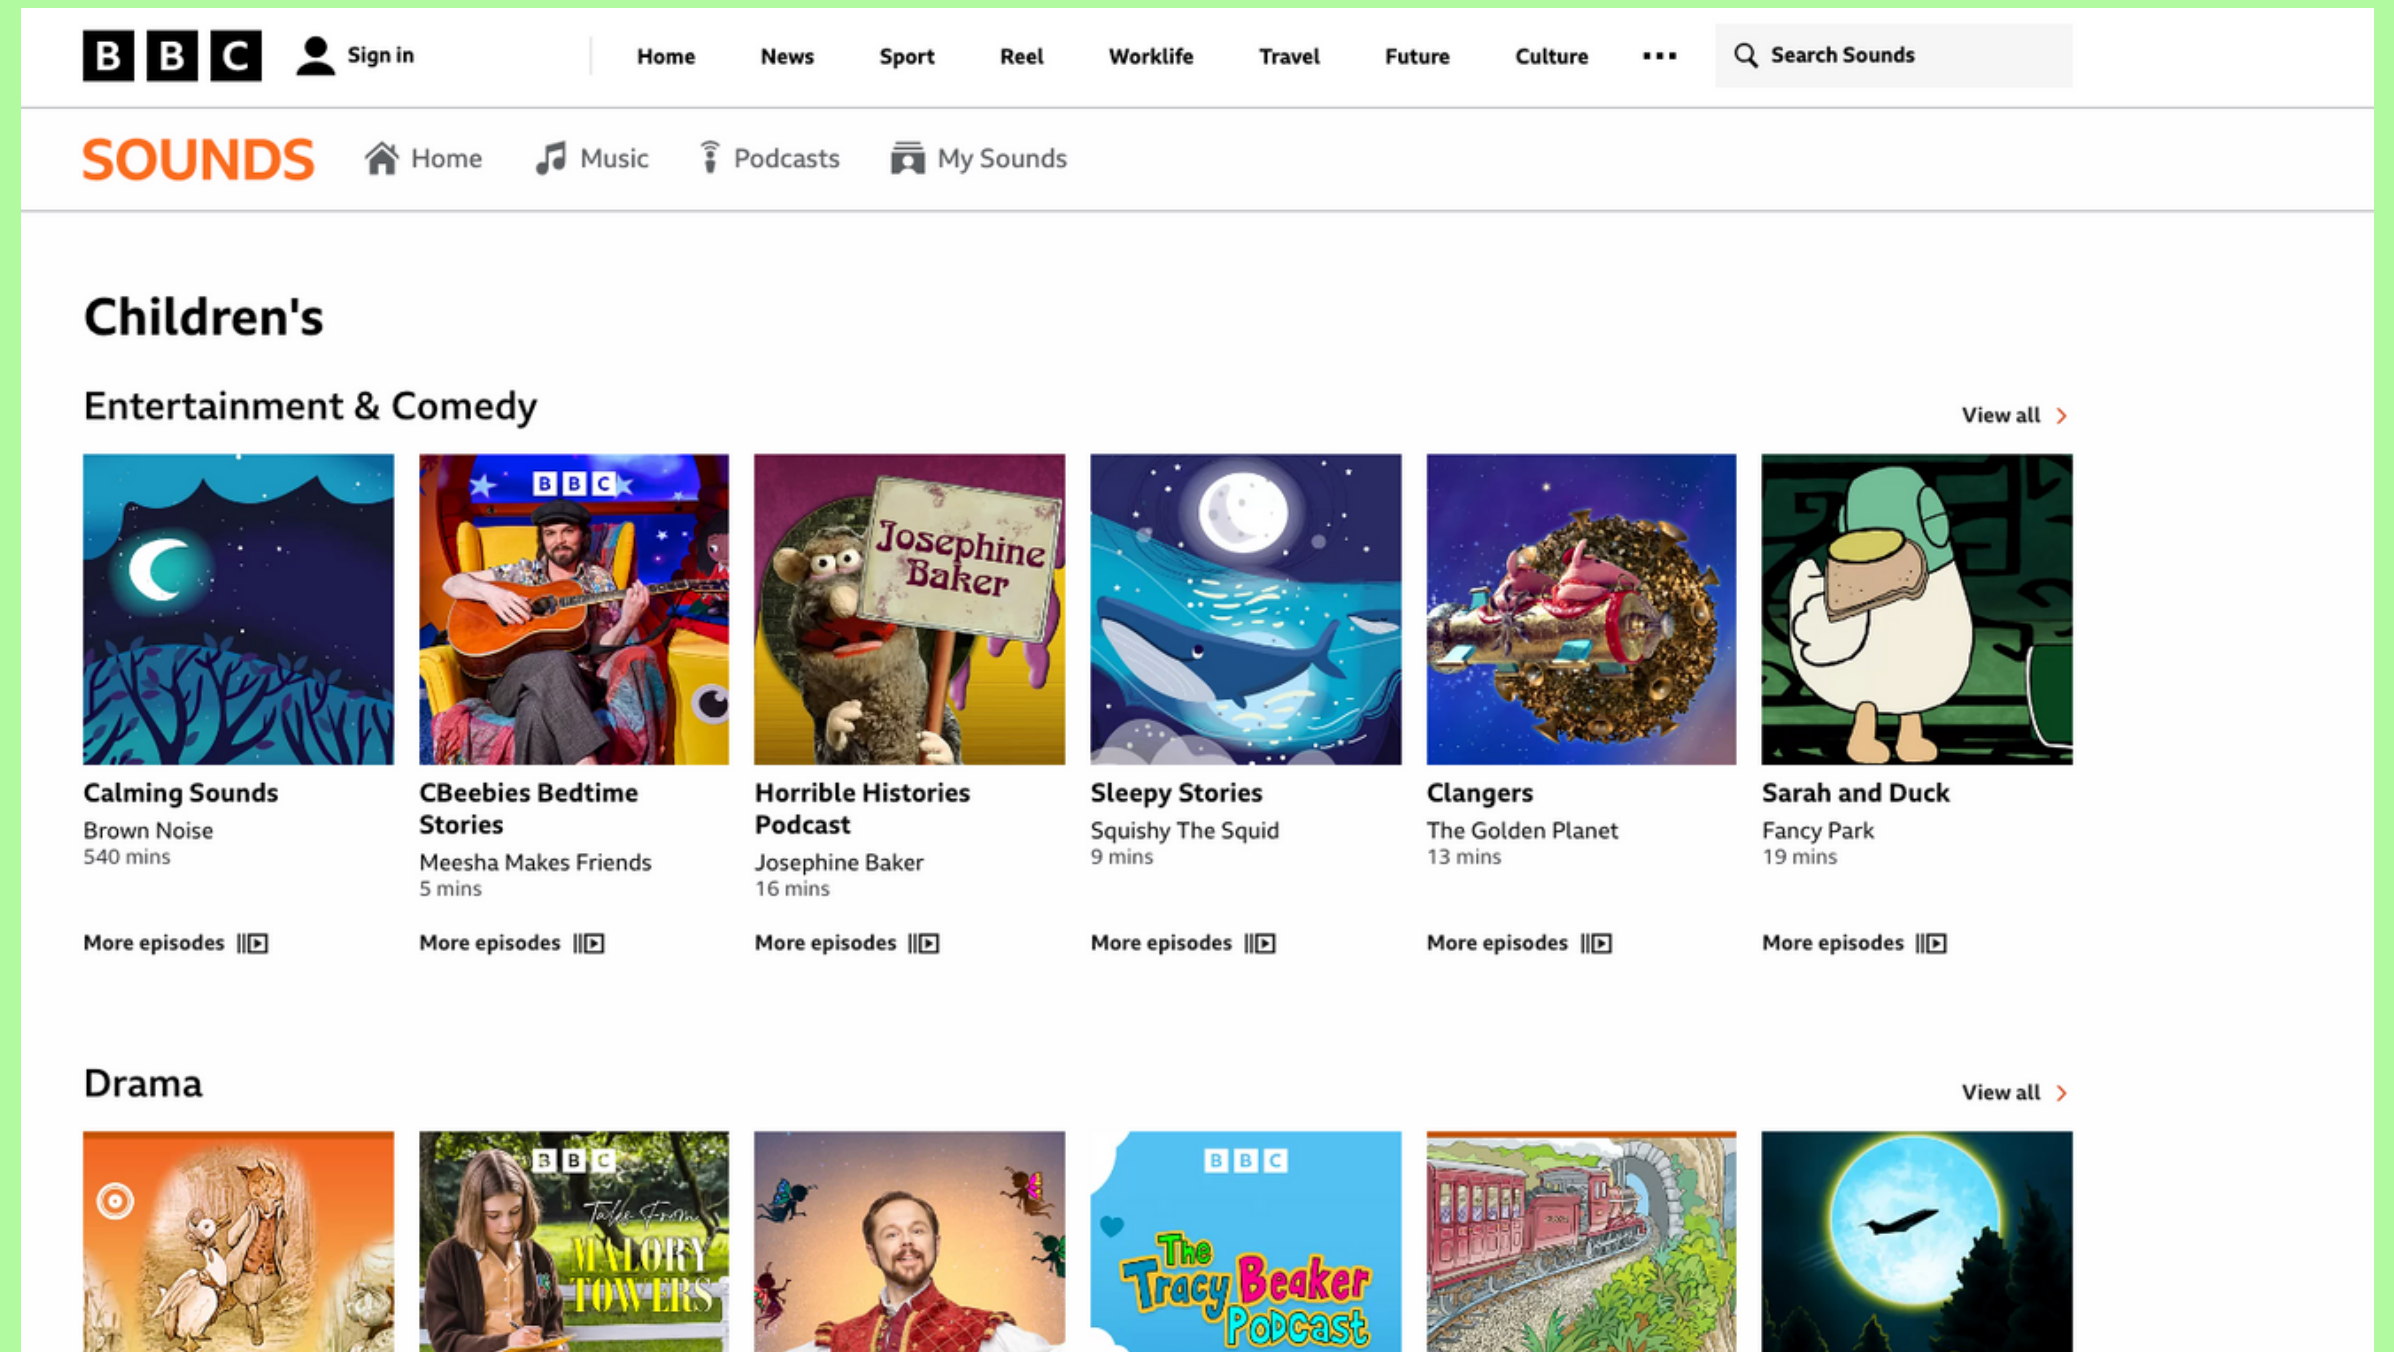 BBC Sign in Home News Sport Reel Worklife Travel Future Culture ... Search Sounds
SOUNDS Home Music Podcasts My Sounds
Children's
Entertainment & Comedy
View all
BBC
Josephine
Baker
Calming Sounds
Brown Noise
540 mins
More episodes
CBeebies Bedtime
Stories
Meesha Makes Friends
5 mins
More episodes
Horrible Histories
Podcast
Josephine Baker
16 mins
More episodes
Sleepy Stories
Squishy The Squid
9 mins
More episodes
Clangers
The Golden Planet
13 mins
More episodes
Sarah and Duck
Fancy Park
19 mins
More episodes
Drama
View all
BBC
Tales From
MALORY
TOWERS
BBC
The
Tracy Beaker
Podcast